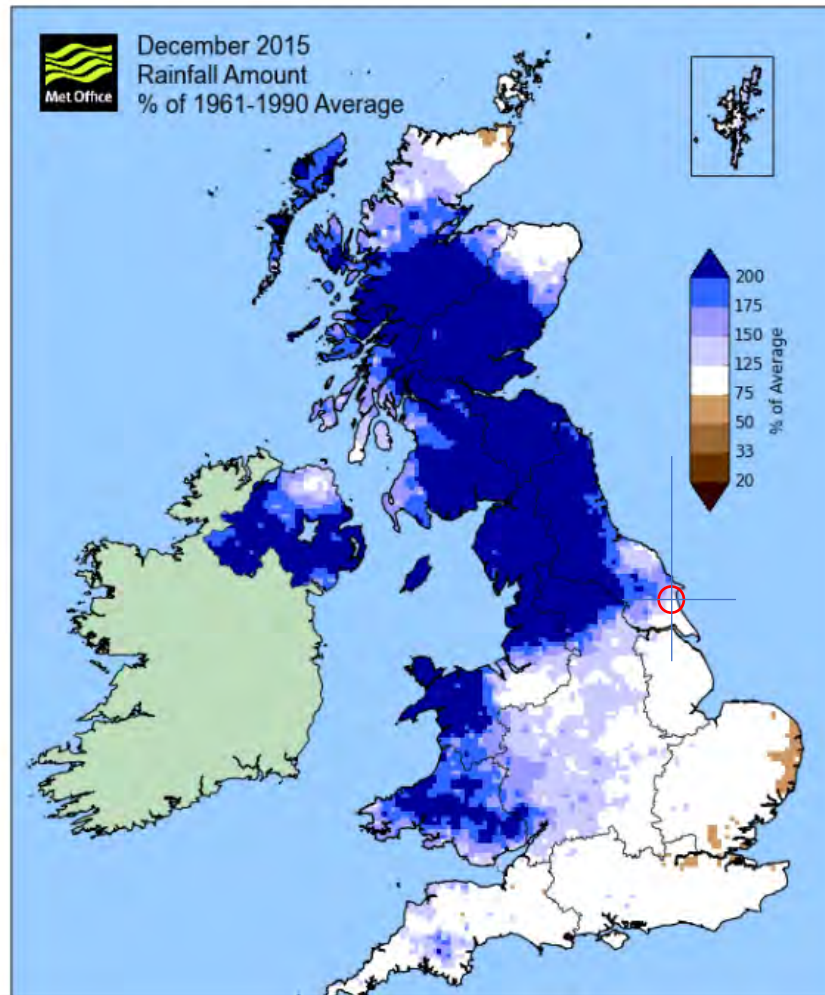 Met Office
December 2015
Rainfall Amount
% of 1961-1990 Average
200
175
150
125
75
50
33
20
% of Average